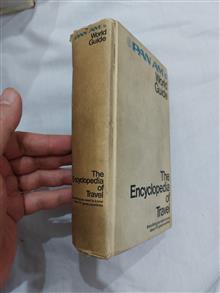 PAN AM's
World
Guide
The
Encyclopedia
of
Travel
PAN AM's
World
Guide
The
Encyclopedia
of
Travel